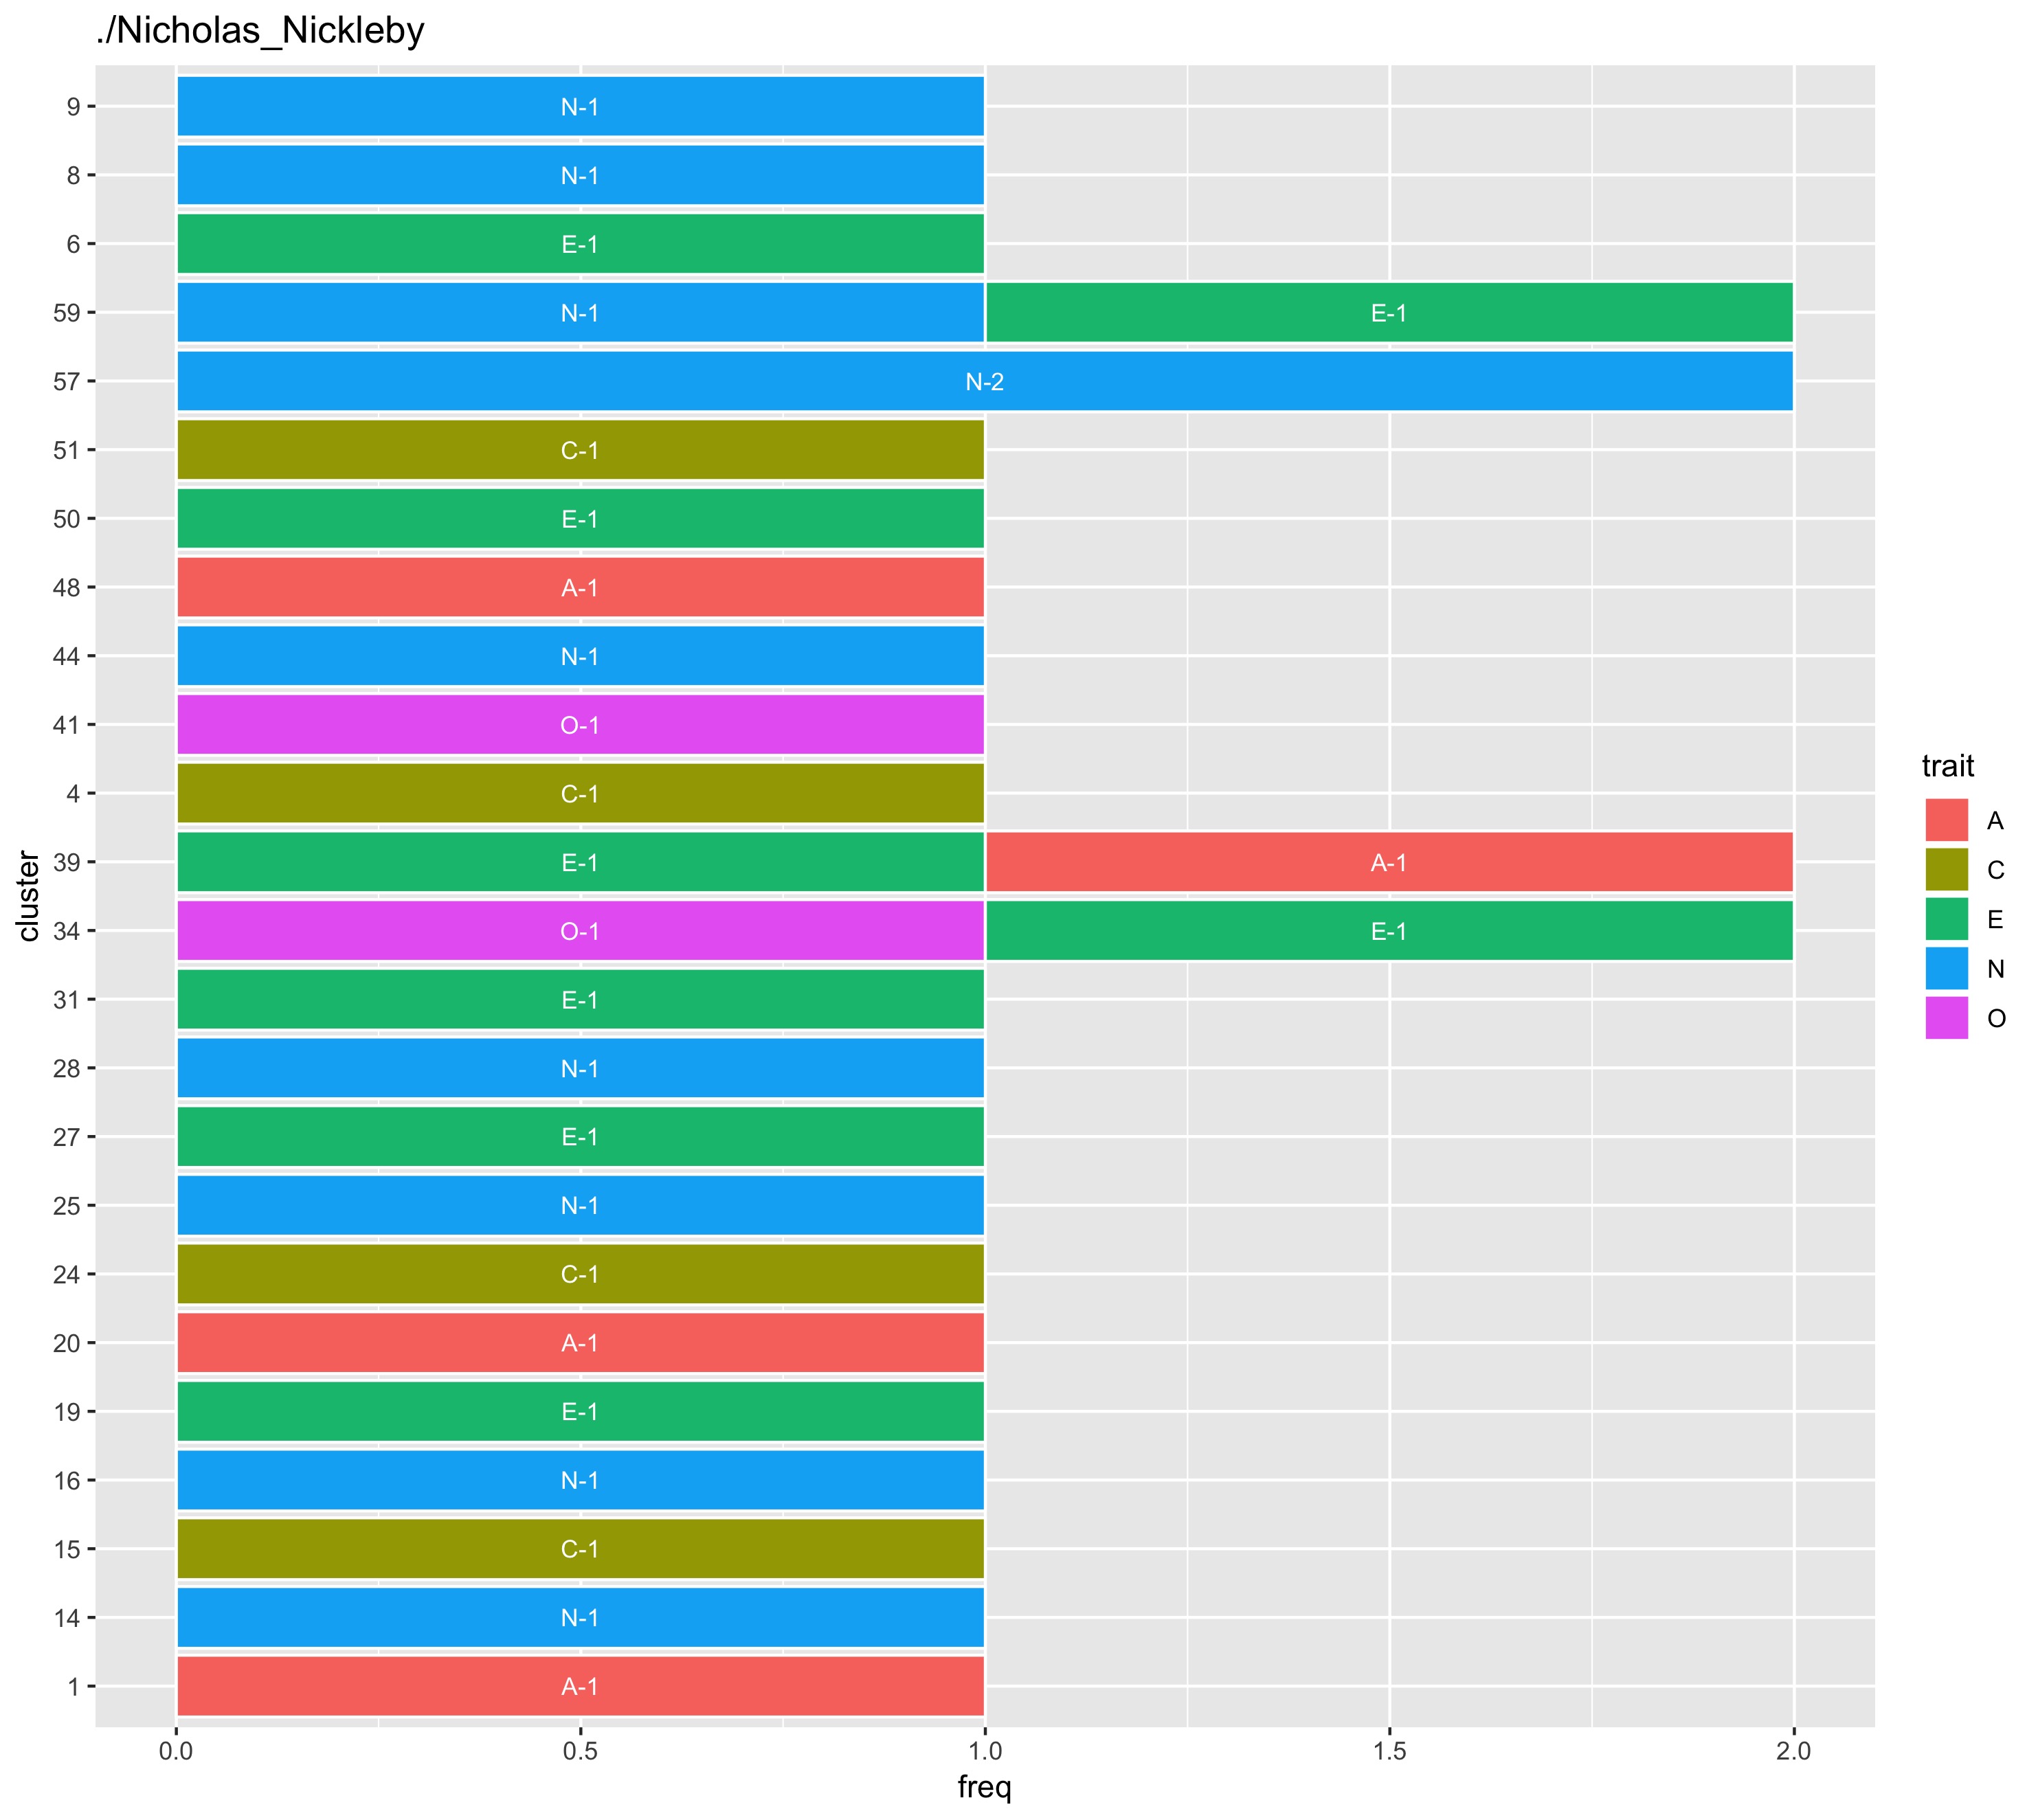 ./Nicholas_Nickleby
9 N-1
8 N-1
6 E-1
59 N-1 E-1
57 N-2
51 C-1
50 E-1
48 A-1
44 N-1
41 O-1
4 C-1
39 E-1 A-1
34 O-1 E-1
31 E-1
28 N-1
27 E-1
25 N-1
24 C-1
20 A-1
19 E-1
16 N-1
15 C-1
14 N-1
1 A-1
0.0 0.5 1.0 1.5 2.0
freq
cluster
trait
A
C
E
N
O